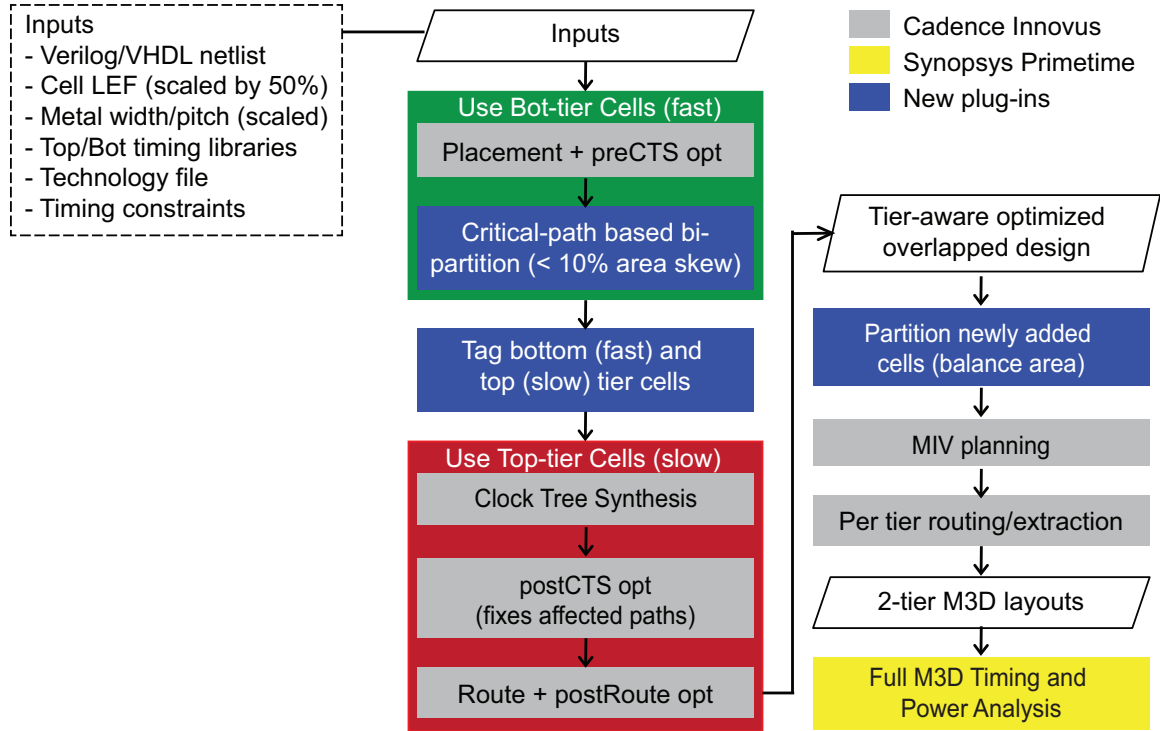 Inputs
- Verilog/VHDL netlist
- Cell LEF (scaled by 50%)
- Metal width/pitch (scaled)
- Top/Bot timing libraries
- Technology file
- Timing constraints
Inputs
Use Bot-tier Cells (fast)
Placement + preCTS opt
Critical-path based bi-
partition (< 10% area skew)
Tag bottom (fast) and
top (slow) tier cells
Use Top-tier Cells (slow)
Clock Tree Synthesis
postCTS opt
(fixes affected paths)
Route + postRoute opt
Cadence Innovus
Synopsys Primetime
New plug-ins
Tier-aware optimized
overlapped design
Partition newly added
cells (balance area)
MIV planning
Per tier routing/extraction
2-tier M3D layouts
Full M3D Timing and
Power Analysis